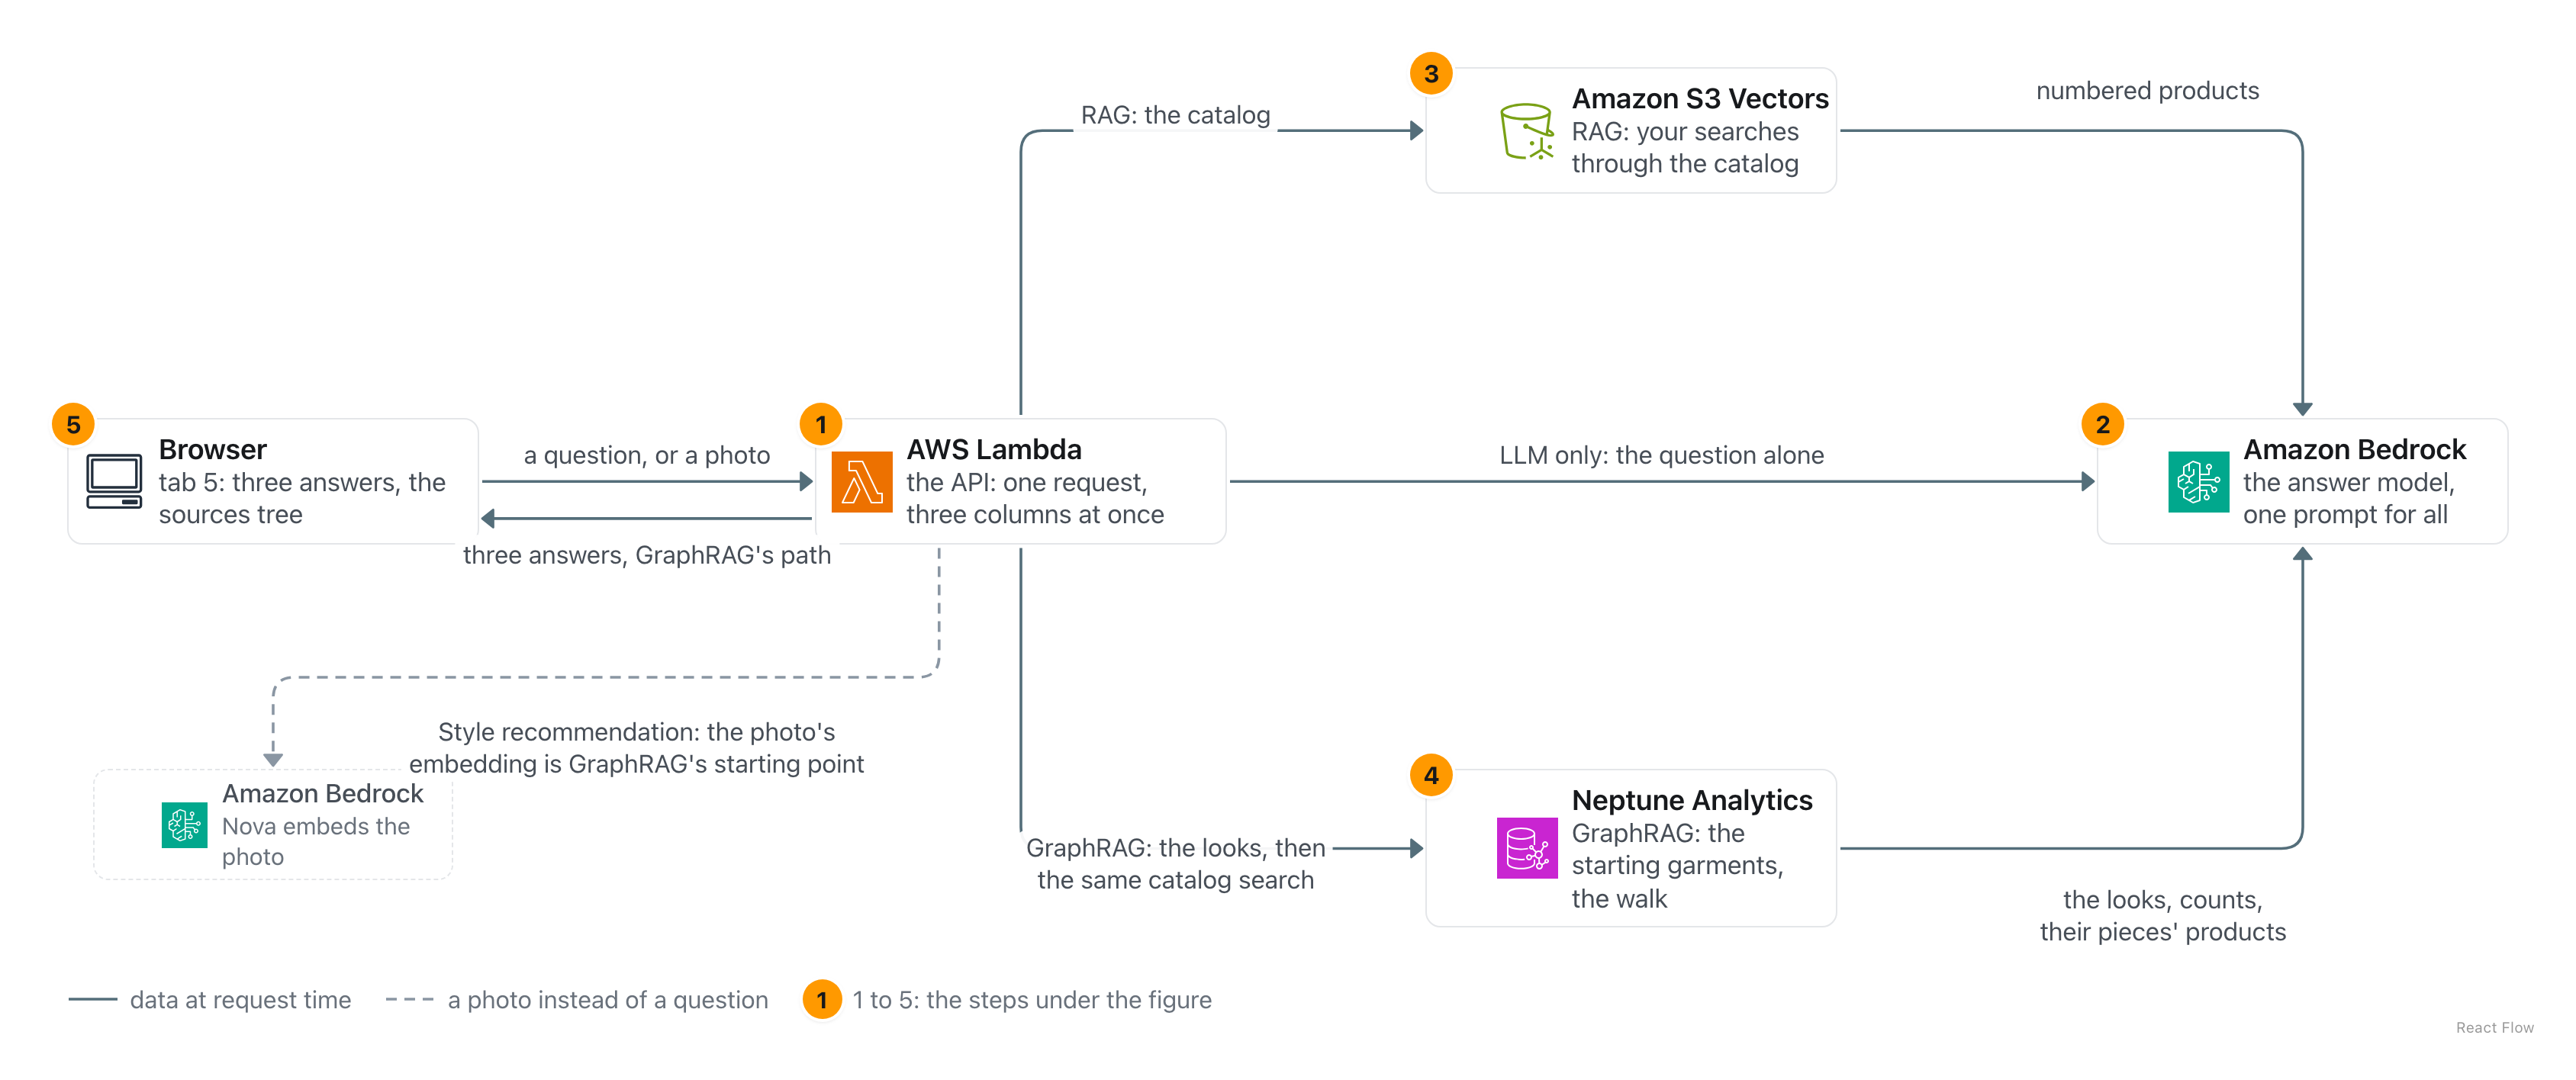 3
Amazon S3 Vectors
RAG: your searches
through the catalog
RAG: the catalog
numbered products
5
Browser
tab 5: three answers, the
sources tree
a question, or a photo
three answers, GraphRAG's path
1
AWS Lambda
the API: one request,
three columns at once
LLM only: the question alone
2
Amazon Bedrock
the answer model,
one prompt for all
Style recommendation: the photo's
embedding is GraphRAG's starting point
Amazon Bedrock
Nova embeds the
photo
GraphRAG: the looks, then
the same catalog search
4
Neptune Analytics
GraphRAG: the
starting garments,
the walk
the looks, counts,
their pieces' products
data at request time
a photo instead of a question
1
1 to 5: the steps under the figure
React Flow